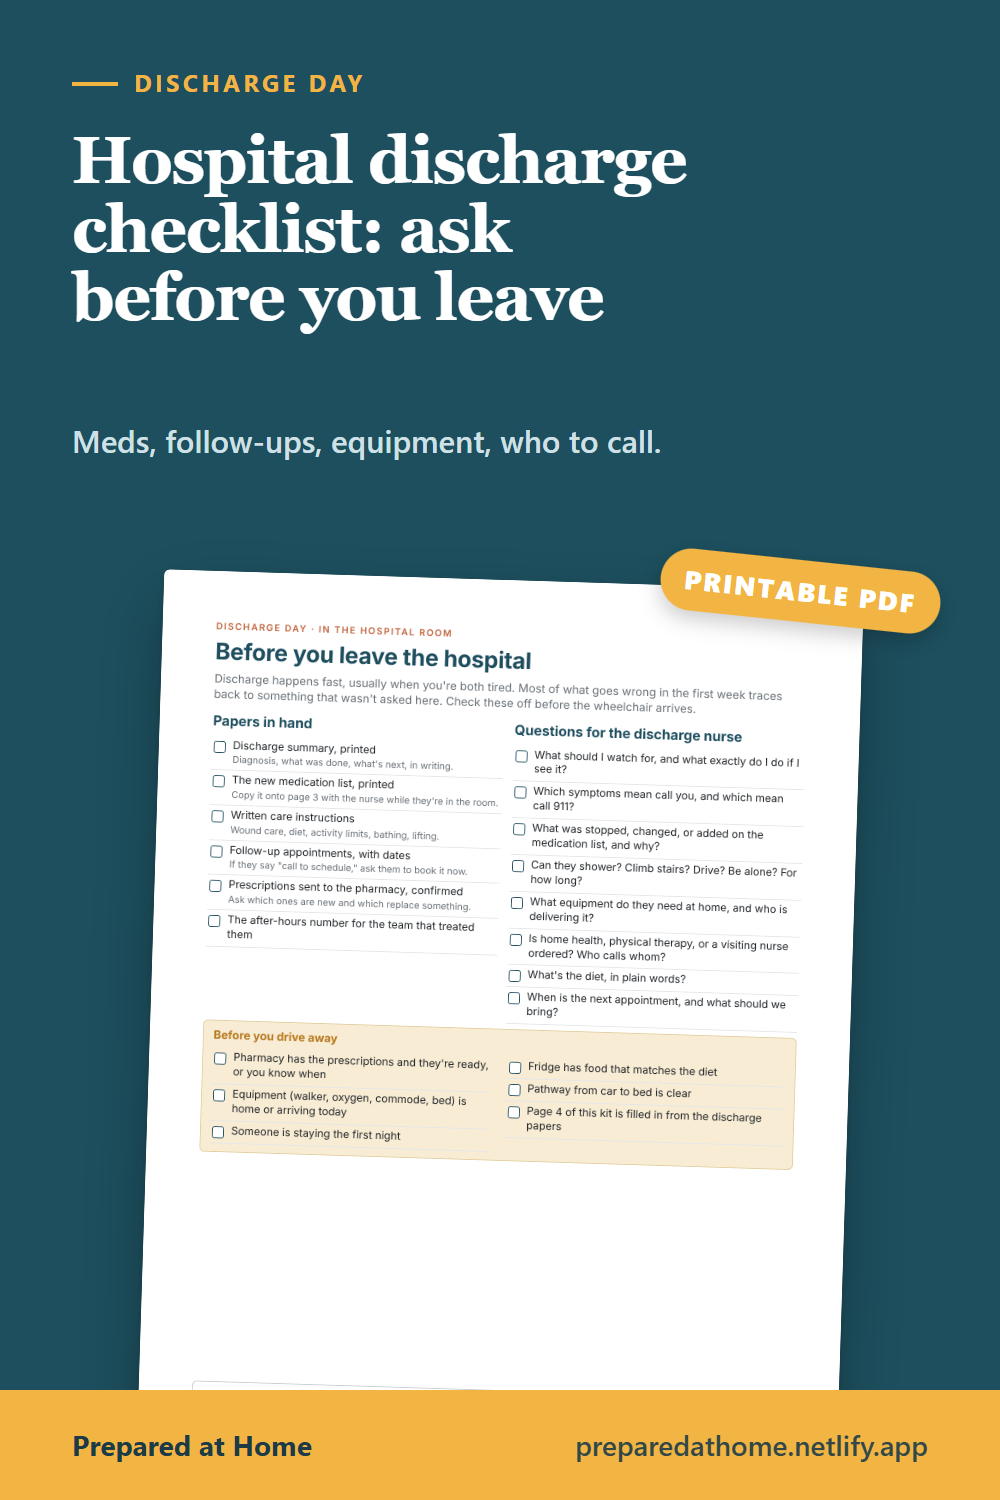 DISCHARGE DAY
Hospital discharge
checklist: ask
before you leave
Meds, follow-ups, equipment, who to call.
PRINTABLE PDF
DISCHARGE DAY · IN THE HOSPITAL ROOM
Before you leave the hospital
Discharge happens fast, usually when you're both tired. Most of what goes wrong in the first week traces
back to something that wasn't asked here. Check these off before the wheelchair arrives.
Papers in hand
Discharge summary, printed
Diagnosis, what was done, what's next, in writing.
The new medication list, printed
Copy it onto page 3 with the nurse while they're in the room.
Written care instructions
Wound care, diet, activity limits, bathing, lifting.
Follow-up appointments, with dates
If they say "call to schedule," ask them to book it now.
Prescriptions sent to the pharmacy, confirmed
Ask which ones are new and which replace something.
The after-hours number for the team that treated
them
Questions for the discharge nurse
What should I watch for, and what exactly do I do if I
see it?
Which symptoms mean call you, and which mean
call 911?
What was stopped, changed, or added on the
medication list, and why?
Can they shower? Climb stairs? Drive? Be alone? For
how long?
What equipment do they need at home, and who is
delivering it?
Is home health, physical therapy, or a visiting nurse
ordered? Who calls whom?
What's the diet, in plain words?
When is the next appointment, and what should we
bring?
Before you drive away
Pharmacy has the prescriptions and they're ready,
or you know when
Equipment (walker, oxygen, commode, bed) is
home or arriving today
Someone is staying the first night
Fridge has food that matches the diet
Pathway from car to bed is clear
Page 4 of this kit is filled in from the discharge
papers
Prepared at Home
preparedathome.netlify.app